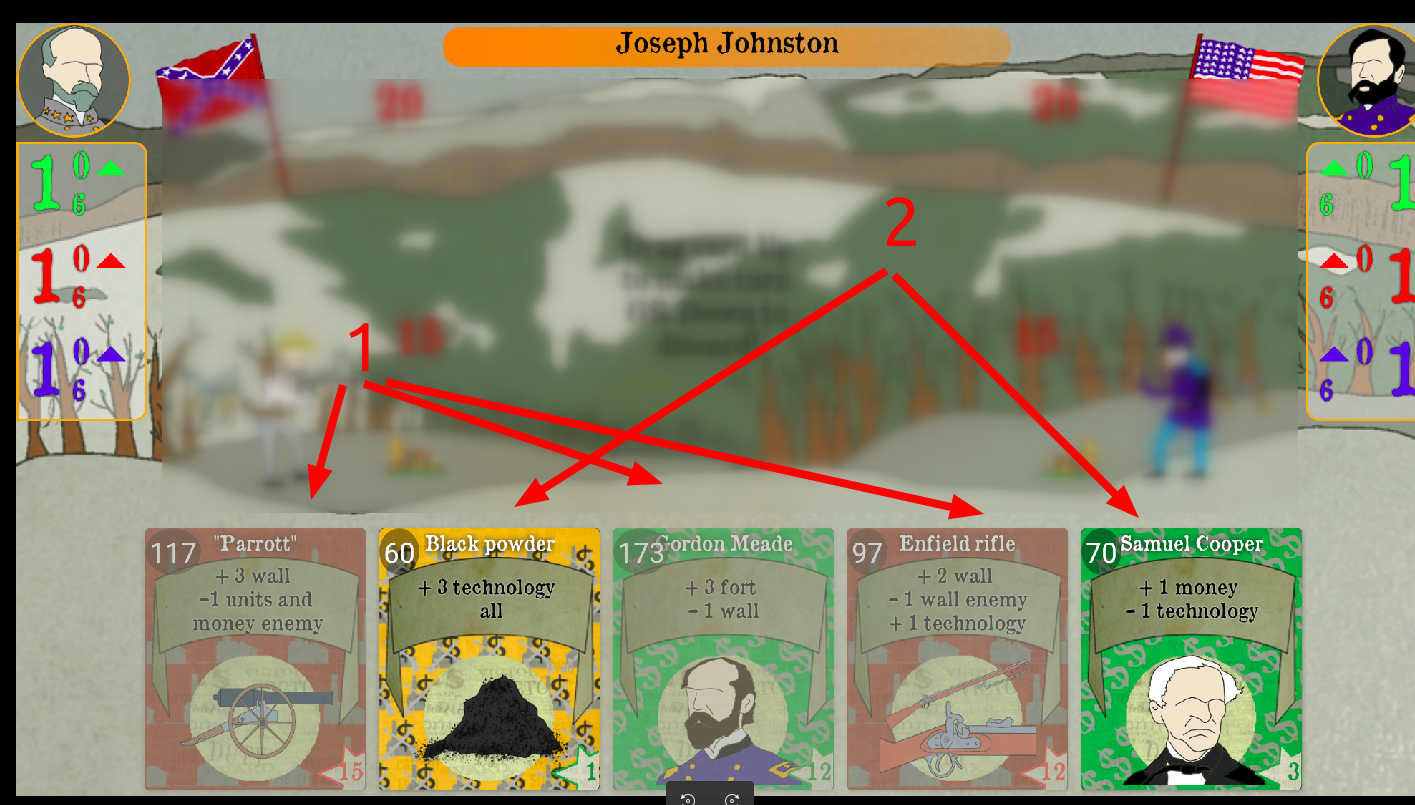 Joseph Johnston
20
20
1
0
6
1
0
6
1
0
6
0
6
1
0
6
1
0
6
1
2
1
15
15
117
"Parrott"
+ 3 wall
-1 units and
money enemy
15
60
Black powder
+ 3 technology
all
1
173
Gordon Meade
+ 3 fort
- 1 wall
12
97
Enfield rifle
+ 2 wall
- 1 wall enemy
+ 1 technology
12
70
Samuel Cooper
+ 1 money
- 1 technology
3